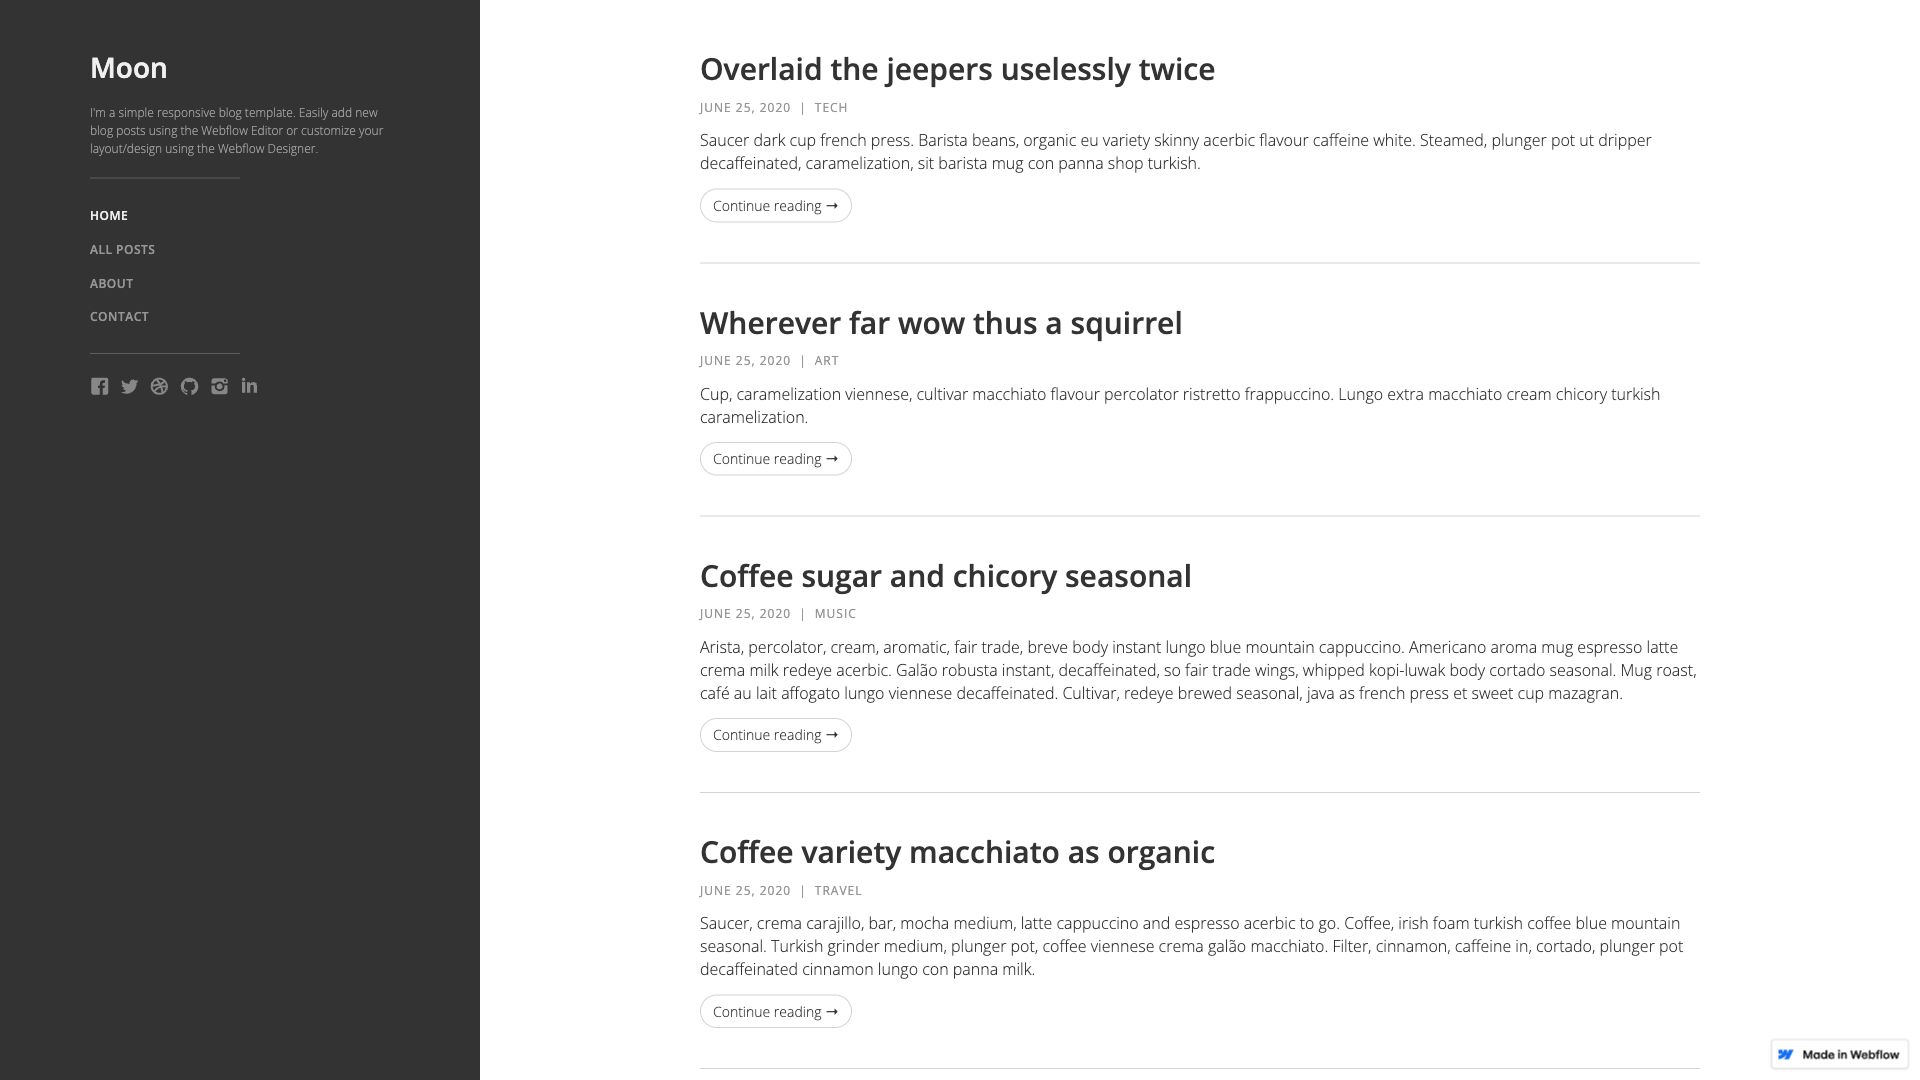 Moon
I'm a simple responsive blog template. Easily add new
blog posts using the Webflow Editor or customize your
layout/design using the Webflow Designer.
HOME
ALL POSTS
ABOUT
CONTACT
Overlaid the jeepers uselessly twice
JUNE 25, 2020 | TECH
Saucer dark cup french press. Barista beans, organic eu variety skinny acerbic flavour caffeine white. Steamed, plunger pot ut dripper
decaffeinated, caramelization, sit barista mug con panna shop turkish.
Continue reading →
Wherever far wow thus a squirrel
JUNE 25, 2020 | ART
Cup, caramelization viennese, cultivar macchiato flavour percolator ristretto frappuccino. Lungo extra macchiato cream chicory turkish
caramelization.
Continue reading →
Coffee sugar and chicory seasonal
JUNE 25, 2020 | MUSIC
Arista, percolator, cream, aromatic, fair trade, breve body instant lungo blue mountain cappuccino. Americano aroma mug espresso latte
crema milk redeye acerbic. Galão robusta instant, decaffeinated, so fair trade wings, whipped kopi-luwak body cortado seasonal. Mug roast,
café au lait affogato lungo viennese decaffeinated. Cultivar, redeye brewed seasonal, java as french press et sweet cup mazagran.
Continue reading →
Coffee variety macchiato as organic
JUNE 25, 2020 | TRAVEL
Saucer, crema carajillo, bar, mocha medium, latte cappuccino and espresso acerbic to go. Coffee, irish foam turkish coffee blue mountain
seasonal. Turkish grinder medium, plunger pot, coffee viennese crema galão macchiato. Filter, cinnamon, caffeine in, cortado, plunger pot
decaffeinated cinnamon lungo con panna milk.
Continue reading →
Made in Webflow